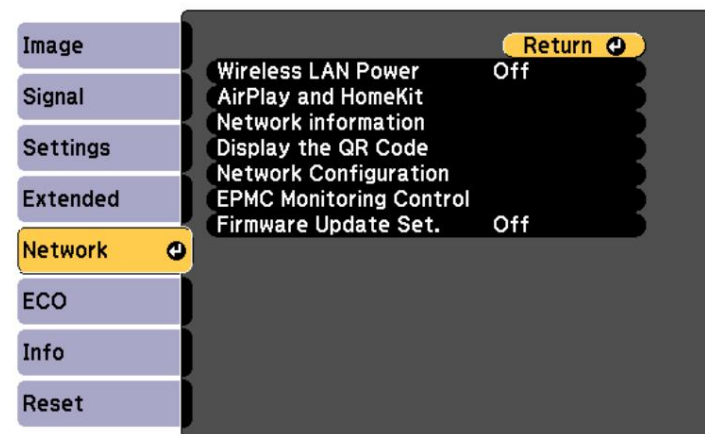 Image
Signal
Settings
Extended
Network
ECO
Info
Reset
Return
Wireless LAN Power Off
AirPlay and HomeKit
Network information
Display the QR Code
Network Configuration
EPMC Monitoring Control
Firmware Update Set. Off